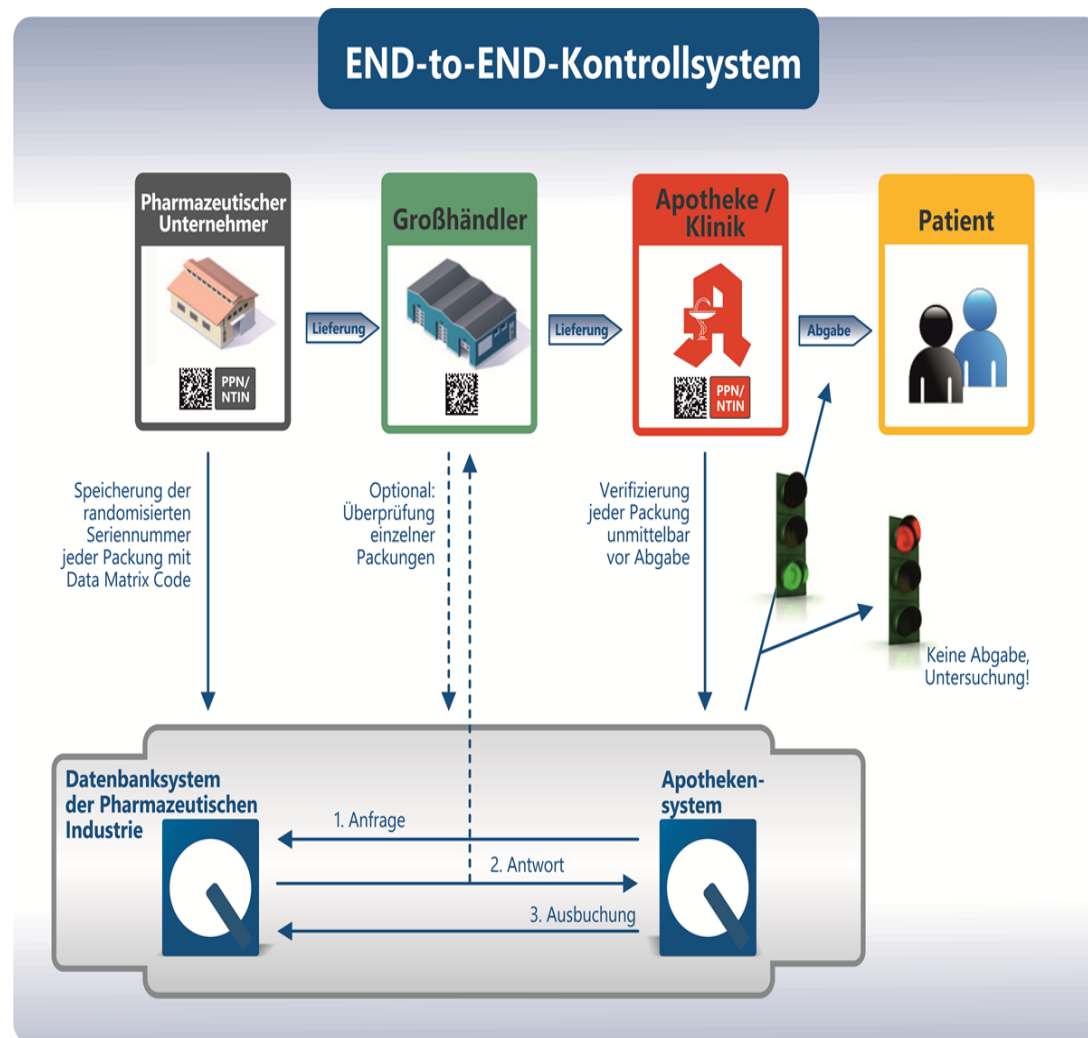 END-to-END-Kontrollsystem
Pharmazeutischer
Unternehmer
Großhändler
Apotheke /
Klinik
Patient
Lieferung
Lieferung
Abgabe
PPN/
NTIN
PPN/
NTIN
Speicherung der
randomisierten
Seriennummer
jeder Packung mit
Data Matrix Code
Optional:
Überprüfung
einzelner
Packungen
Verifizierung
jeder Packung
unmittelbar
vor Abgabe
Keine Abgabe,
Untersuchung!
Datenbanksystem
der Pharmazeutischen
Industrie
Apotheken-
system
1. Anfrage
2. Antwort
3. Ausbuchung